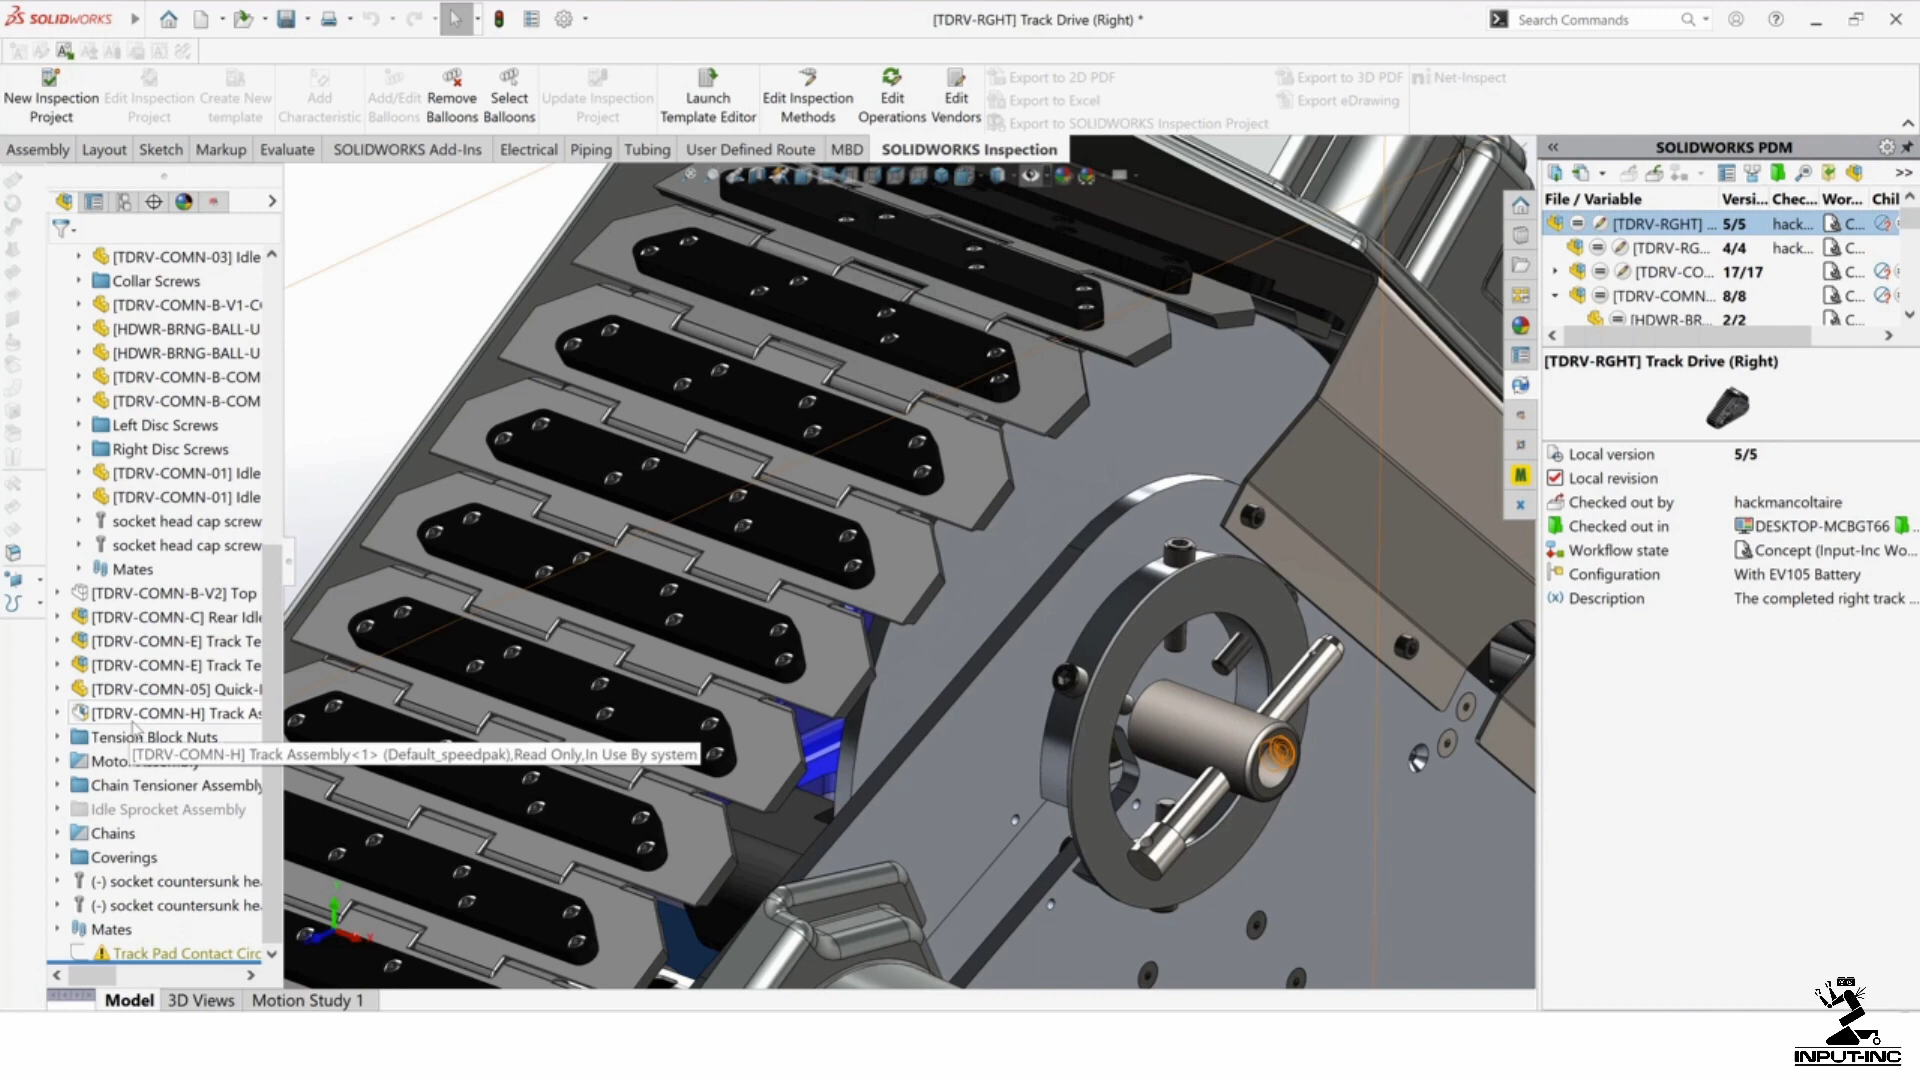 SOLIDWORKS
[TDRV-RGHT] Track Drive (Right) *
Search Commands
New Inspection Project
Edit Inspection Project
Create New template
Add Characteristic
Add/Edit Balloons
Remove Balloons
Select Balloons
Update Inspection Project
Launch Template Editor
Edit Inspection Methods
Edit Operations
Edit Vendors
Export to 2D PDF
Export to Excel
Export to SOLIDWORKS Inspection Project
Export to 3D PDF
Export eDrawing
Net-Inspect
Assembly
Layout
Sketch
Markup
Evaluate
SOLIDWORKS Add-Ins
Electrical
Piping
Tubing
User Defined Route
MBD
SOLIDWORKS Inspection
[TDRV-COMN-03] Idle
Collar Screws
[TDRV-COMN-B-V1-C
[HDWR-BRNG-BALL-U
[HDWR-BRNG-BALL-U
[TDRV-COMN-B-COM
[TDRV-COMN-B-COM
Left Disc Screws
Right Disc Screws
[TDRV-COMN-01] Idle
[TDRV-COMN-01] Idle
socket head cap screw
socket head cap screw
Mates
[TDRV-COMN-B-V2] Top
[TDRV-COMN-C] Rear Idle
[TDRV-COMN-E] Track Te
[TDRV-COMN-E] Track Te
[TDRV-COMN-05] Quick-
[TDRV-COMN-H] Track As
Tension Block Nuts
[TDRV-COMN-H] Track Assembly<1> (Default_speedpak),Read Only,In Use By system
Chain Tensioner Assembly
Idle Sprocket Assembly
Chains
Coverings
(-) socket countersunk he
(-) socket countersunk he
Mates
Track Pad Contact Circ
Model
3D Views
Motion Study 1
SOLIDWORKS PDM
File / Variable Versi... Chec... Wor... Chil
[TDRV-RGHT] ... 5/5 hack... C...
[TDRV-RG... 4/4 hack... C...
[TDRV-CO... 17/17 C...
[TDRV-COMN... 8/8 C...
[HDWR-BR... 2/2
[TDRV-RGHT] Track Drive (Right)
Local version 5/5
Local revision
Checked out by hackmancoltaire
Checked out in DESKTOP-MCBGT66 ...
Workflow state Concept (Input-Inc Wo...
Configuration With EV105 Battery
Description The completed right track ...
M
INPUT-INC